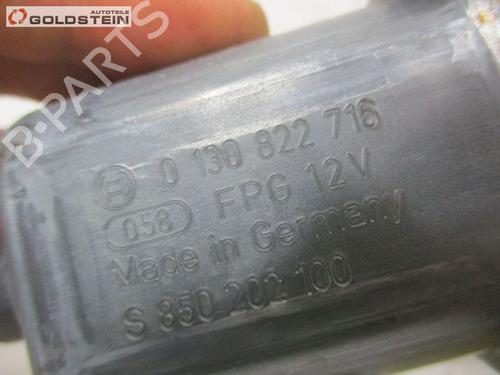 AUTOTEILE
GOLDSTEIN
0 130 822 716
058 FPG 12V
Made in Germany
S 850 202 100
B-PARTS